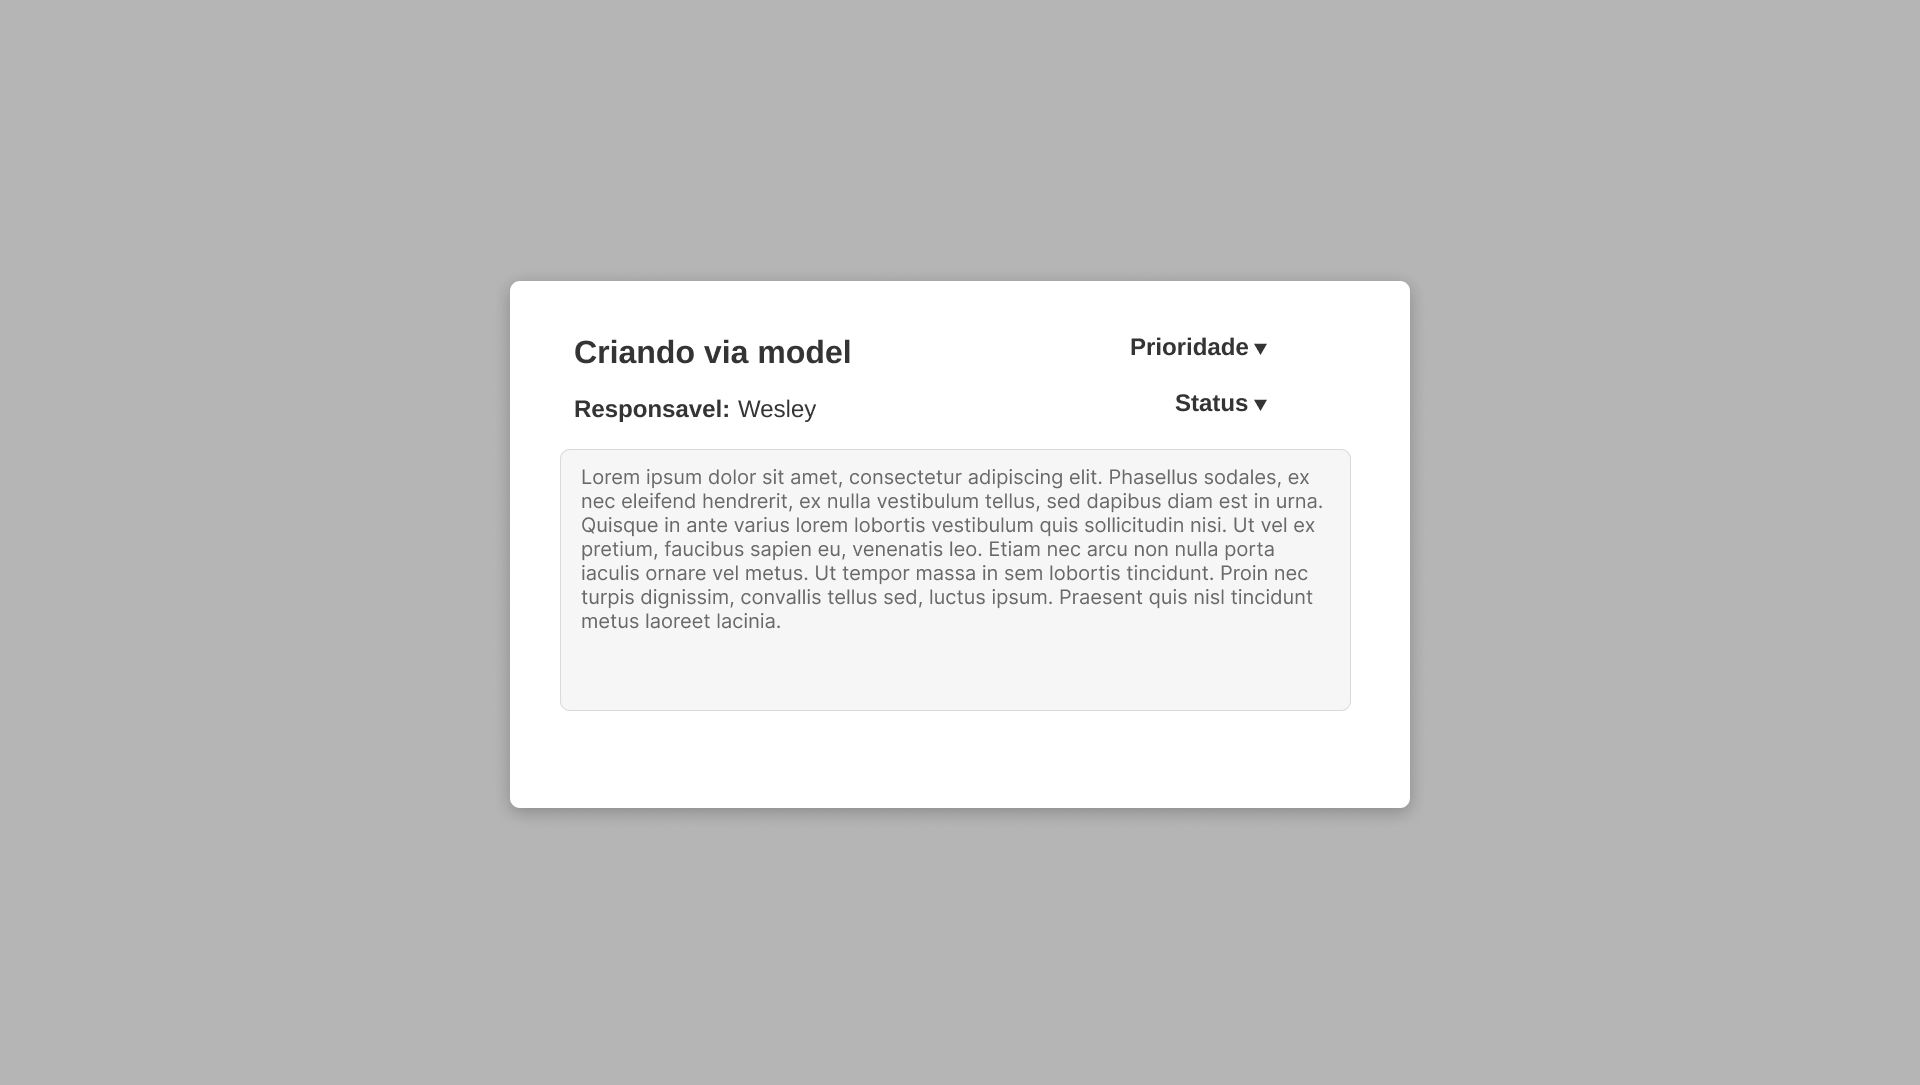 Criando via model
Prioridade ▼
Responsavel: Wesley
Status ▼
Lorem ipsum dolor sit amet, consectetur adipiscing elit. Phasellus sodales, ex
nec eleifend hendrerit, ex nulla vestibulum tellus, sed dapibus diam est in urna.
Quisque in ante varius lorem lobortis vestibulum quis sollicitudin nisi. Ut vel ex
pretium, faucibus sapien eu, venenatis leo. Etiam nec arcu non nulla porta
iaculis ornare vel metus. Ut tempor massa in sem lobortis tincidunt. Proin nec
turpis dignissim, convallis tellus sed, luctus ipsum. Praesent quis nisl tincidunt
metus laoreet lacinia.